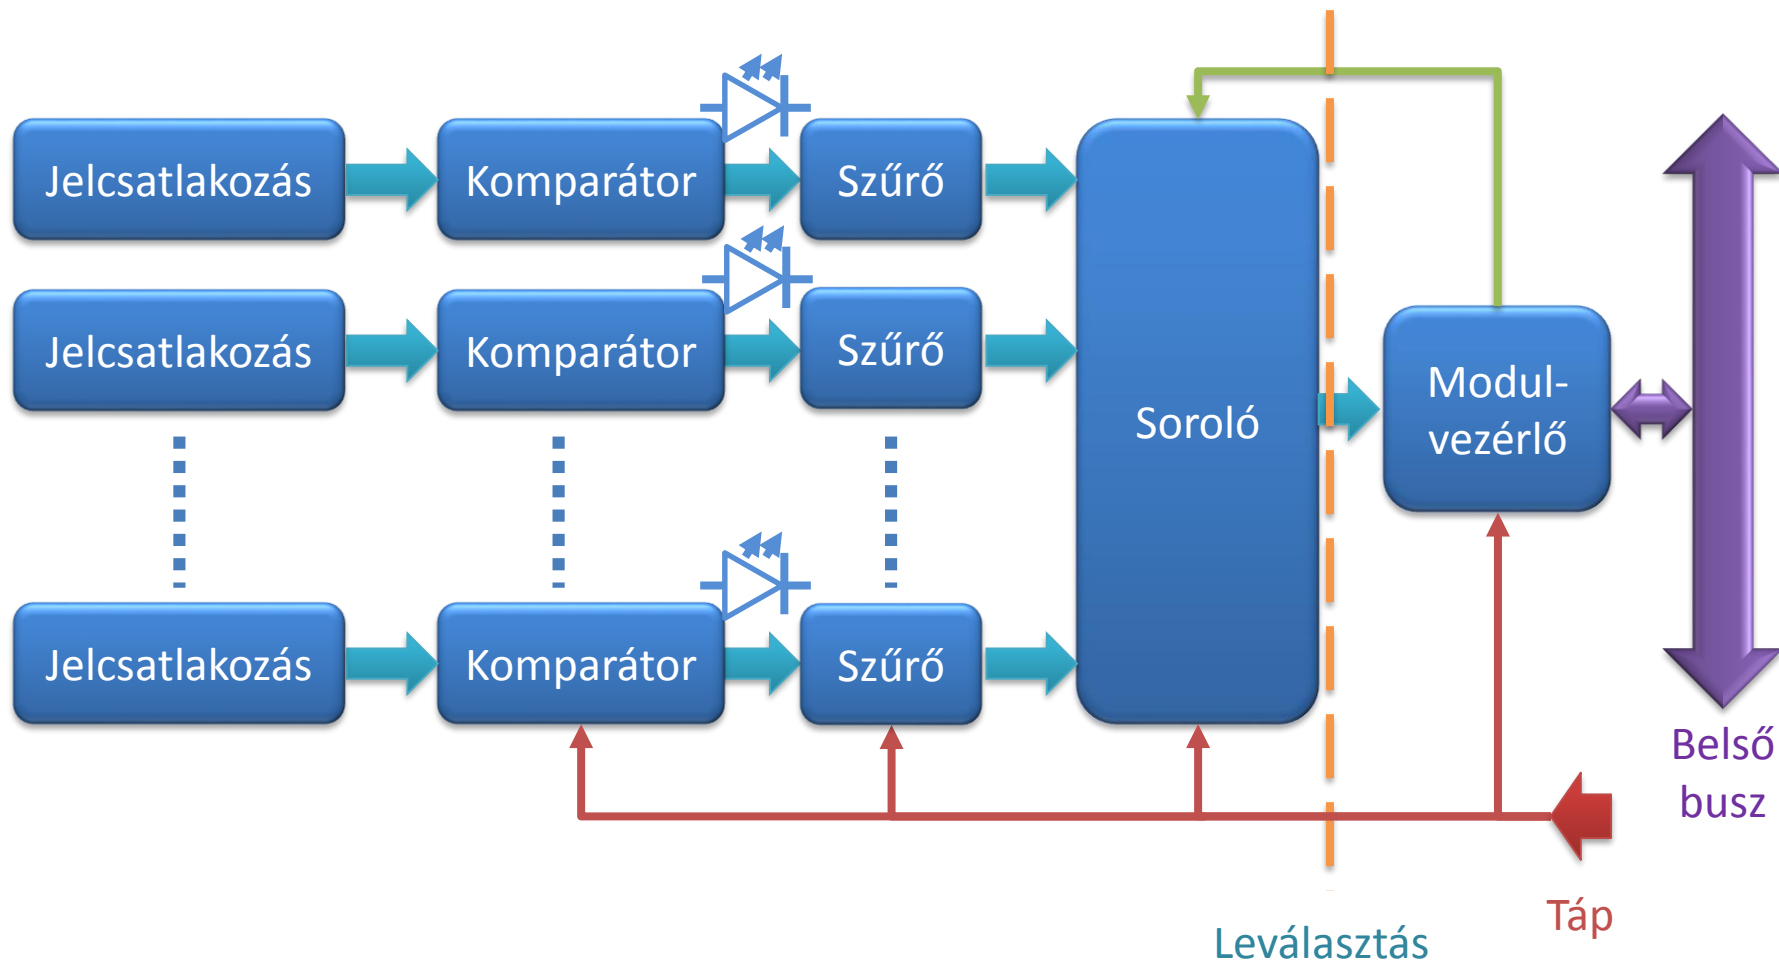 Jelcsatlakozás
Komparátor
Szűrő
Jelcsatlakozás
Komparátor
Szűrő
Soroló
Modul-
vezérlő
Jelcsatlakozás
Komparátor
Szűrő
Belső
busz
Táp
Leválasztás